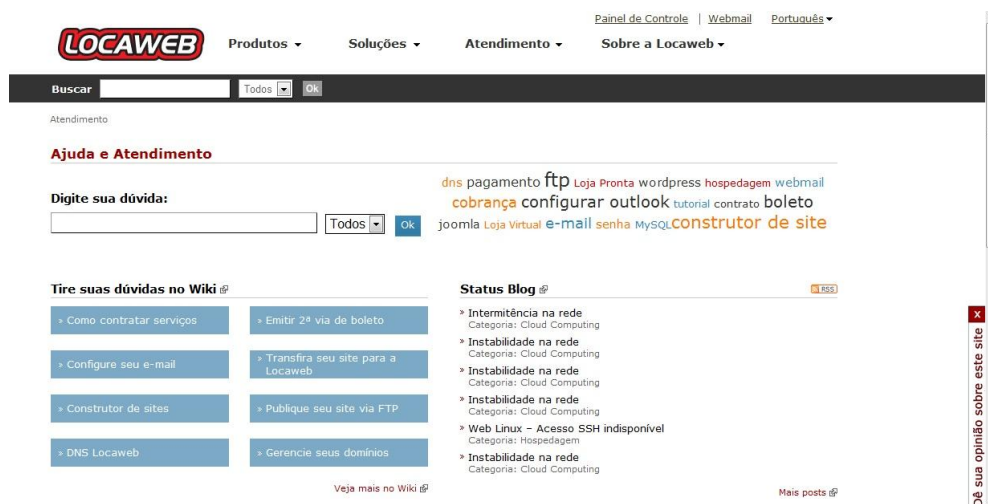 Painel de Controle | Webmail Português
LOCAWEB
Produtos Soluções Atendimento Sobre a Locaweb
Buscar Todos Ok
Atendimento
Ajuda e Atendimento
Digite sua dúvida:
Todos Ok
dns pagamento ftp Loja Pronta wordpress hospedagem webmail
cobrança configurar outlook tutorial contrato boleto
joomla Loja Virtual e-mail senha MySQL construtor de site
Tire suas dúvidas no Wiki
» Como contratar serviços
» Emitir 2ª via de boleto
» Configure seu e-mail
» Transfira seu site para a
Locaweb
» Construtor de sites
» Publique seu site via FTP
» DNS Locaweb
» Gerencie seus domínios
Veja mais no Wiki
Status Blog
RSS
» Intermitência na rede
Categoria: Cloud Computing
» Instabilidade na rede
Categoria: Cloud Computing
» Instabilidade na rede
Categoria: Cloud Computing
» Instabilidade na rede
Categoria: Cloud Computing
» Web Linux – Acesso SSH indisponível
Categoria: Hospedagem
» Instabilidade na rede
Categoria: Cloud Computing
Mais posts
X
Dê sua opinião sobre este site